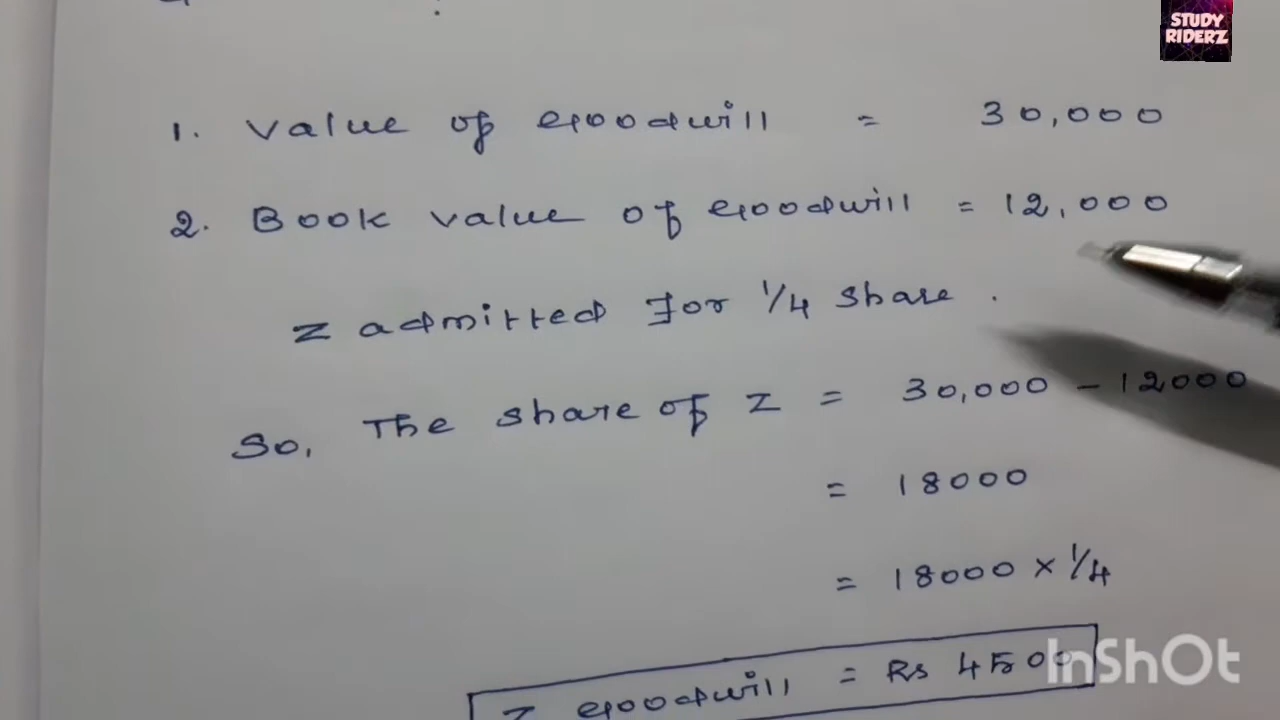 STUDY
RIDERZ
1. Value of Goodwill = 30,000
2. Book value of Goodwill = 12,000
Z admitted for 1/4 share.
So, The share of Z = 30,000 - 12000
= 18000
= 18000 x 1/4
Z Goodwill = Rs 4500
InShOt